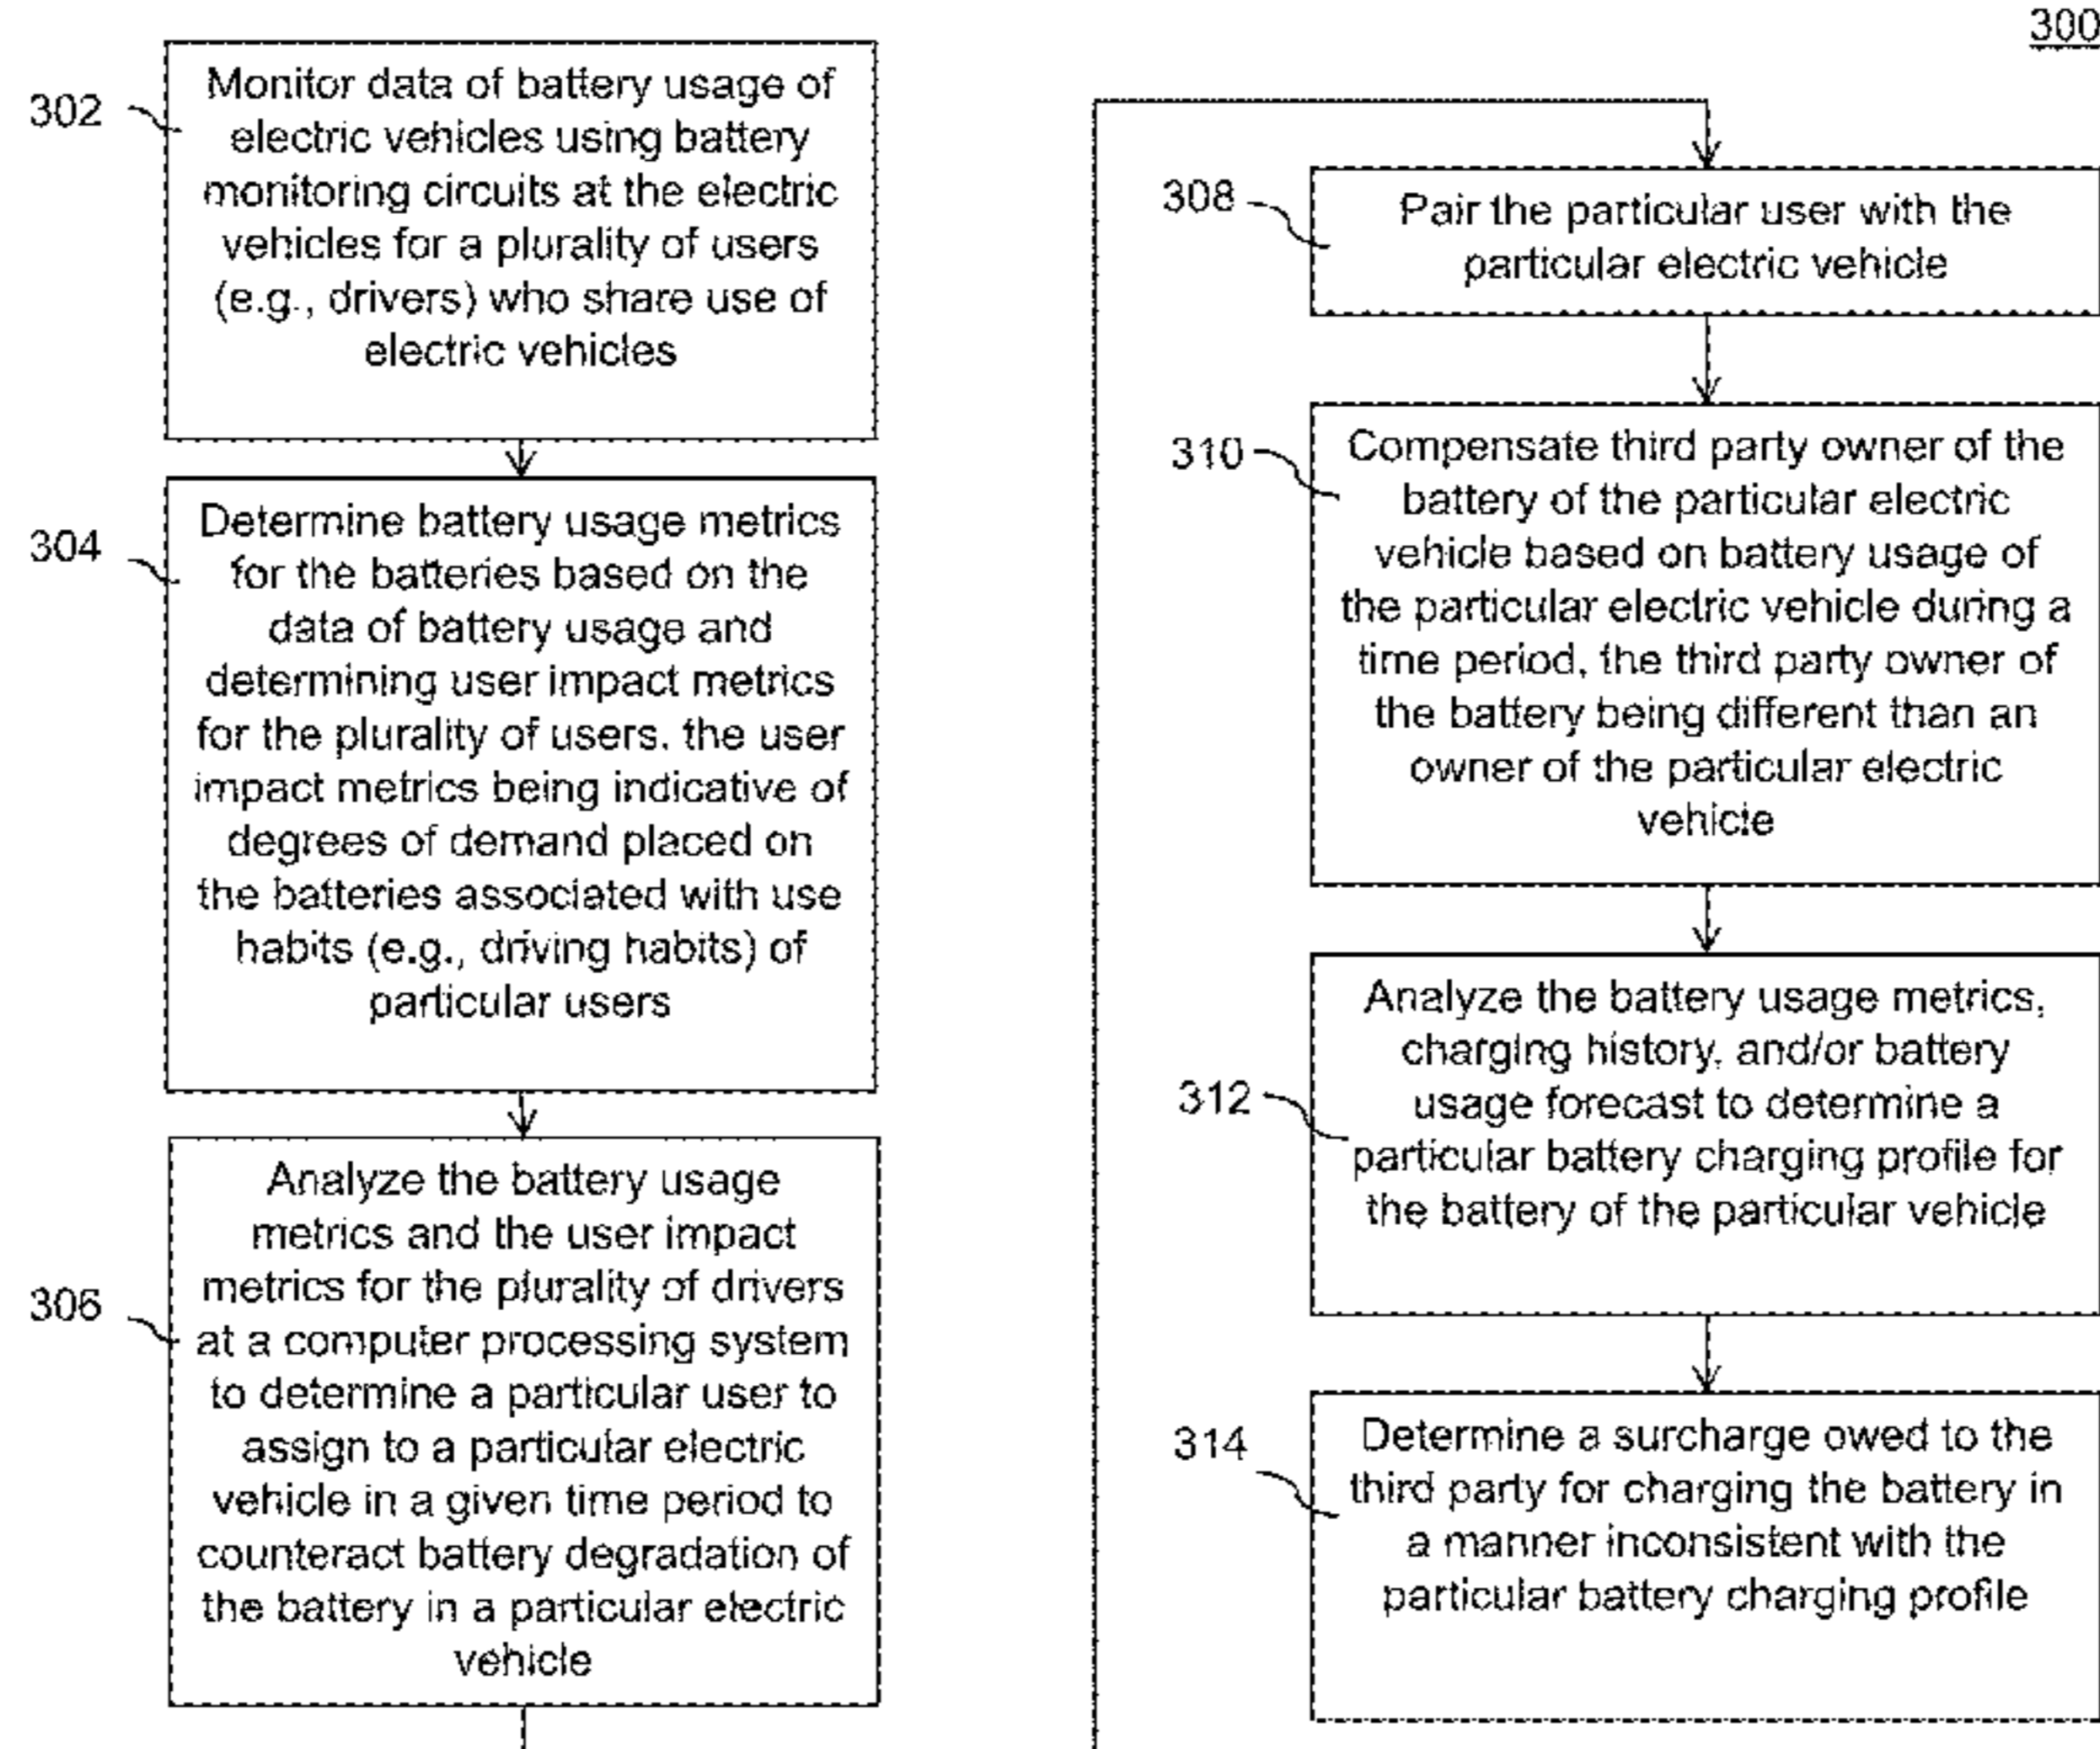 300
302
Monitor data of battery usage of
electric vehicles using battery
monitoring circuits at the electric
vehicles for a plurality of users
(e.g., drivers) who share use of
electric vehicles
304
Determine battery usage metrics
for the batteries based on the
data of battery usage and
determining user impact metrics
for the plurality of users, the user
impact metrics being indicative of
degrees of demand placed on
the batteries associated with use
habits (e.g., driving habits) of
particular users
306
Analyze the battery usage
metrics and the user impact
metrics for the plurality of drivers
at a computer processing system
to determine a particular user to
assign to a particular electric
vehicle in a given time period to
counteract battery degradation of
the battery in a particular electric
vehicle
308
Pair the particular user with the
particular electric vehicle
310
Compensate third party owner of the
battery of the particular electric
vehicle based on battery usage of
the particular electric vehicle during a
time period, the third party owner of
the battery being different than an
owner of the particular electric
vehicle
312
Analyze the battery usage metrics,
charging history, and/or battery
usage forecast to determine a
particular battery charging profile for
the battery of the particular vehicle
314
Determine a surcharge owed to the
third party for charging the battery in
a manner inconsistent with the
particular battery charging profile